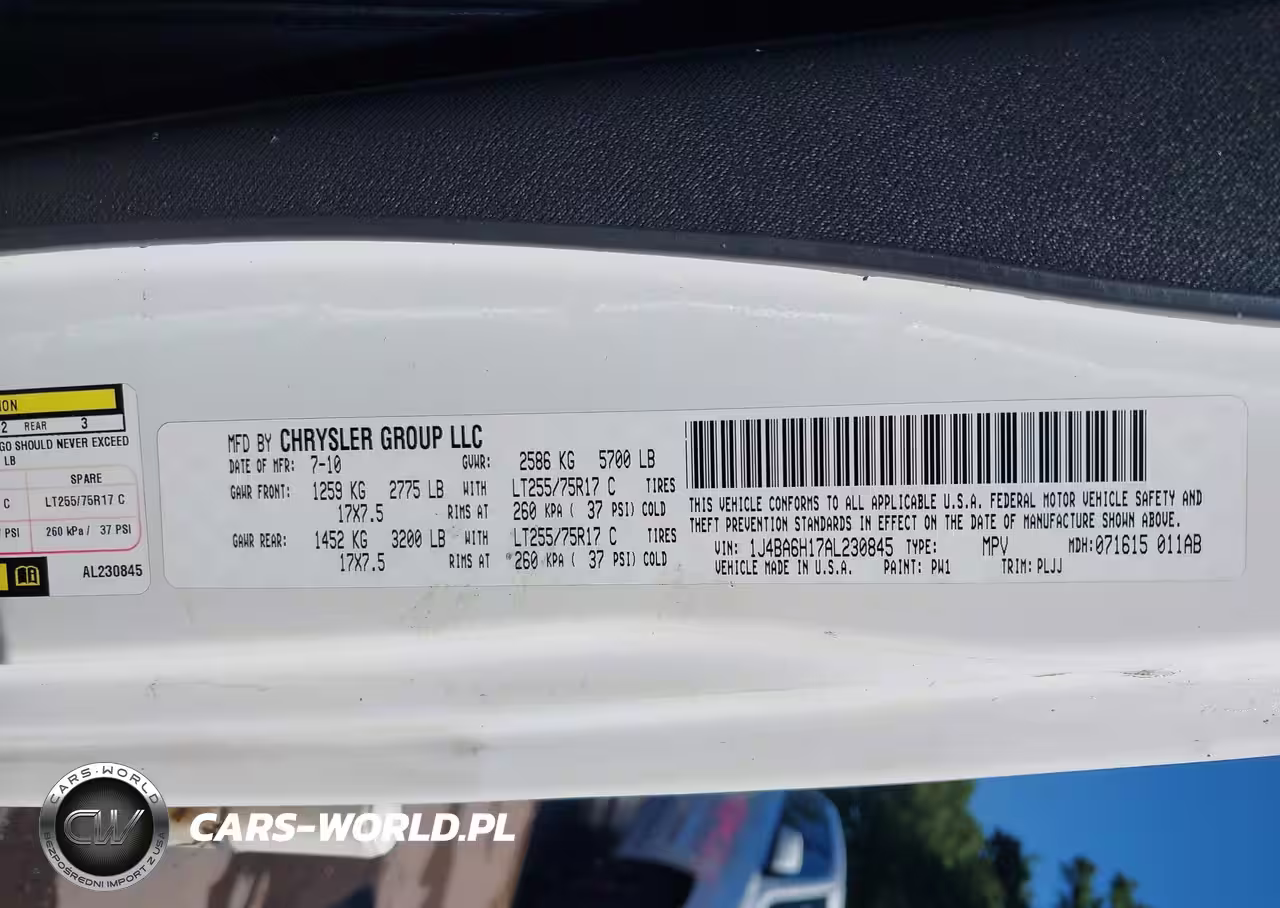 ION
2 REAR 3
GO SHOULD NEVER EXCEED
LB
SPARE
C LT255/75R17 C
PSI 260 kPa / 37 PSI
AL230845
MFD BY CHRYSLER GROUP LLC
DATE OF MFR: 7-10 GVWR: 2586 KG 5700 LB
GAWR FRONT: 1259 KG 2775 LB WITH LT255/75R17 C TIRES
17X7.5 RIMS AT 260 KPA ( 37 PSI) COLD
GAWR REAR: 1452 KG 3200 LB WITH LT255/75R17 C TIRES
17X7.5 RIMS AT 260 KPA ( 37 PSI) COLD
THIS VEHICLE CONFORMS TO ALL APPLICABLE U.S.A. FEDERAL MOTOR VEHICLE SAFETY AND
THEFT PREVENTION STANDARDS IN EFFECT ON THE DATE OF MANUFACTURE SHOWN ABOVE.
VIN: 1J4BA6H17AL230845 TYPE: MPV MDH: 071615 011AB
VEHICLE MADE IN U.S.A. PAINT: PW1 TRIM: PLJJ
CARS-WORLD
CW
BEZPOŚREDNI IMPORT Z USA
CARS-WORLD.PL